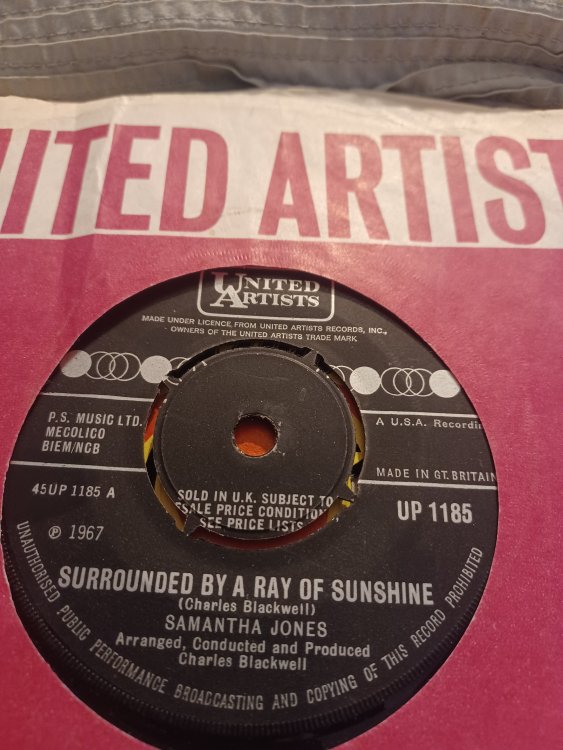 NITED ARTIST
UNITED
ARTISTS
MADE UNDER LICENCE FROM UNITED ARTISTS RECORDS, INC.,
OWNERS OF THE UNITED ARTISTS TRADE MARK
P.S. MUSIC LTD.
MECOLICO
BIEM/NCB
A U.S.A. Recordi
MADE IN GT. BRITAIN
45UP 1185 A
SOLD IN U.K. SUBJECT TO
ESALE PRICE CONDITION
SEE PRICE LISTS
UP 1185
℗ 1967
SURROUNDED BY A RAY OF SUNSHINE
(Charles Blackwell)
SAMANTHA JONES
Arranged, Conducted and Produced
Charles Blackwell
UNAUTHORISED PUBLIC PERFORMANCE BROADCASTING AND COPYING OF THIS RECORD PROHIBITED